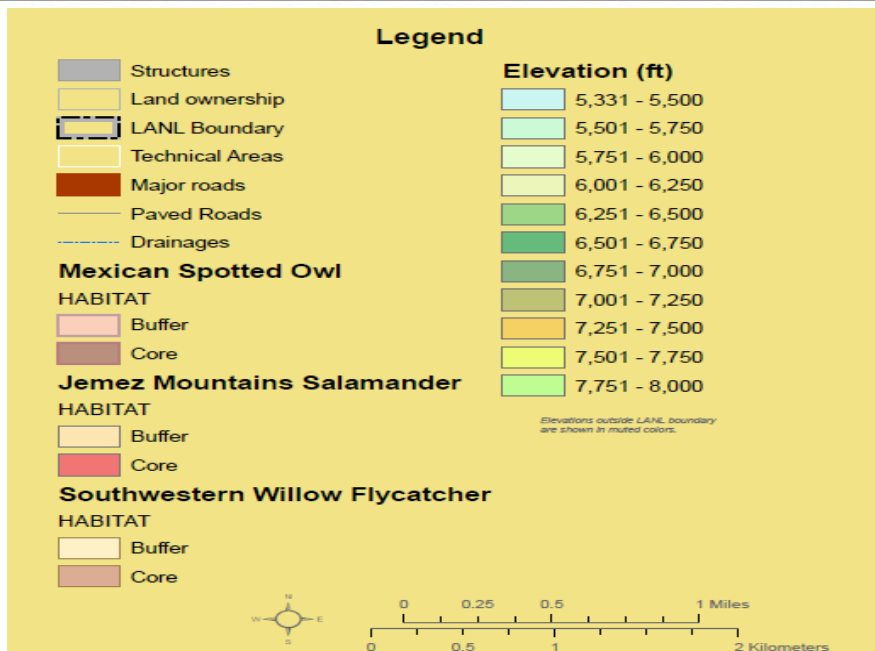 Legend
Structures
Land ownership
LANL Boundary
Technical Areas
Major roads
Paved Roads
Drainages
Mexican Spotted Owl
HABITAT
Buffer
Core
Jemez Mountains Salamander
HABITAT
Buffer
Core
Southwestern Willow Flycatcher
HABITAT
Buffer
Core
Elevation (ft)
5,331 - 5,500
5,501 - 5,750
5,751 - 6,000
6,001 - 6,250
6,251 - 6,500
6,501 - 6,750
6,751 - 7,000
7,001 - 7,250
7,251 - 7,500
7,501 - 7,750
7,751 - 8,000
Elevations outside LANL boundary
are shown in muted colors.
N
W E
S
0 0.25 0.5 1 Miles
0 0.5 1 2 Kilometers